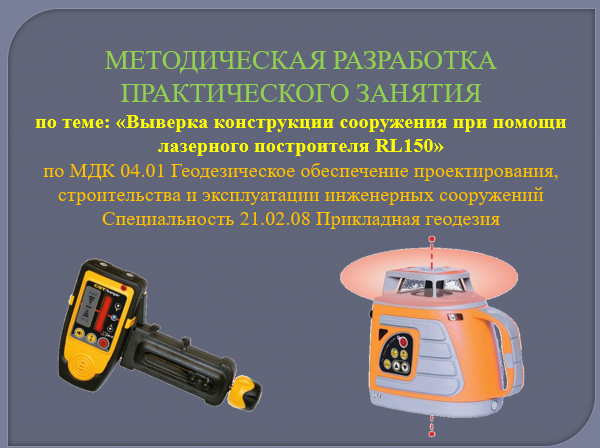 МЕТОДИЧЕСКАЯ РАЗРАБОТКА
ПРАКТИЧЕСКОГО ЗАНЯТИЯ
по теме: «Выверка конструкции сооружения при помощи
лазерного построителя RL150»
по МДК 04.01 Геодезическое обеспечение проектирования,
строительства и эксплуатации инженерных сооружений
Специальность 21.02.08 Прикладная геодезия